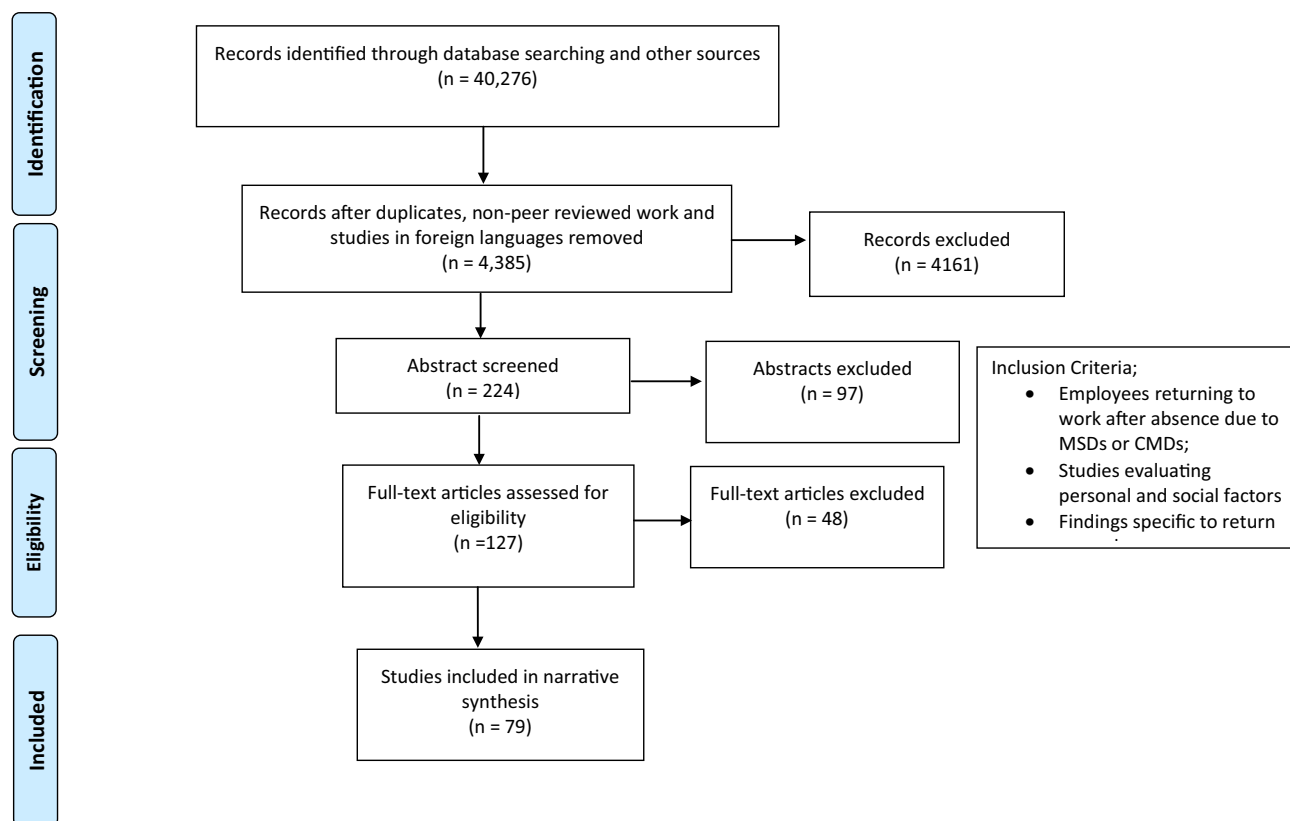 Identification
Records identified through database searching and other sources
(n = 40,276)
Records after duplicates, non-peer reviewed work and
studies in foreign languages removed
(n = 4,385)
Records excluded
(n = 4161)
Screening
Abstract screened
(n = 224)
Abstracts excluded
(n = 97)
Inclusion Criteria;
• Employees returning to
work after absence due to
MSDs or CMDs;
• Studies evaluating
personal and social factors
• Findings specific to return
Eligibility
Full-text articles assessed for
eligibility
(n =127)
Full-text articles excluded
(n = 48)
Included
Studies included in narrative
synthesis
(n = 79)